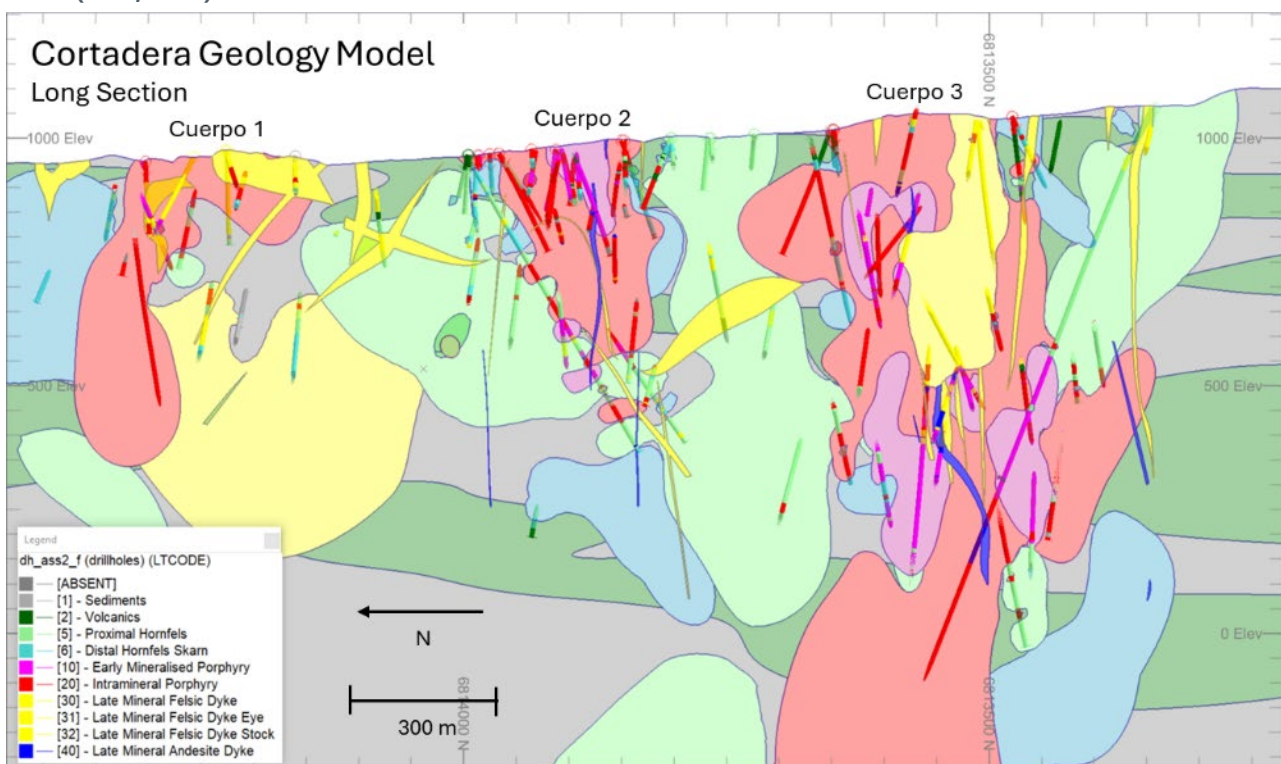 Cortadera Geology Model
Long Section
Cuerpo 1
Cuerpo 2
Cuerpo 3
6813500 N
1000 Elev
1000 Elev
500 Elev
500 Elev
0 Elev
N
300 m
6814000 N
6813500 N
Legend
dh_ass2_f (drillholes) (LTCODE)
[ABSENT]
[1] - Sediments
[2] - Volcanics
[5] - Proximal Hornfels
[6] - Distal Hornfels Skarn
[10] - Early Mineralised Porphyry
[20] - Intramineral Porphyry
[30] - Late Mineral Felsic Dyke
[31] - Late Mineral Felsic Dyke Eye
[32] - Late Mineral Felsic Dyke Stock
[40] - Late Mineral Andesite Dyke